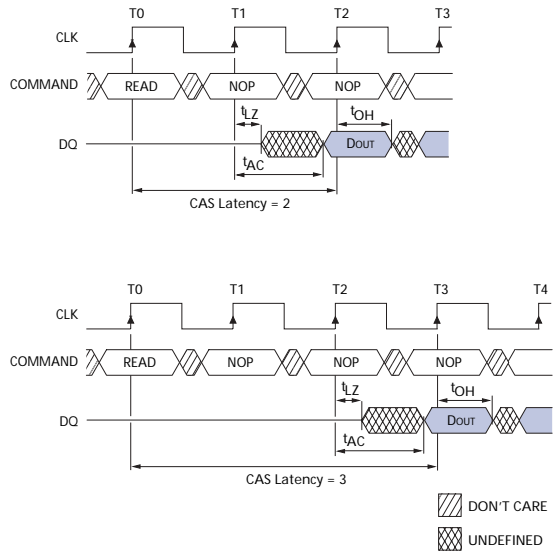 T0 T1 T2 T3
CLK
COMMAND READ NOP NOP
tLZ tOH
DQ DOUT
tAC
CAS Latency = 2
T0 T1 T2 T3 T4
CLK
COMMAND READ NOP NOP NOP
tLZ tOH
DQ DOUT
tAC
CAS Latency = 3
DON'T CARE
UNDEFINED